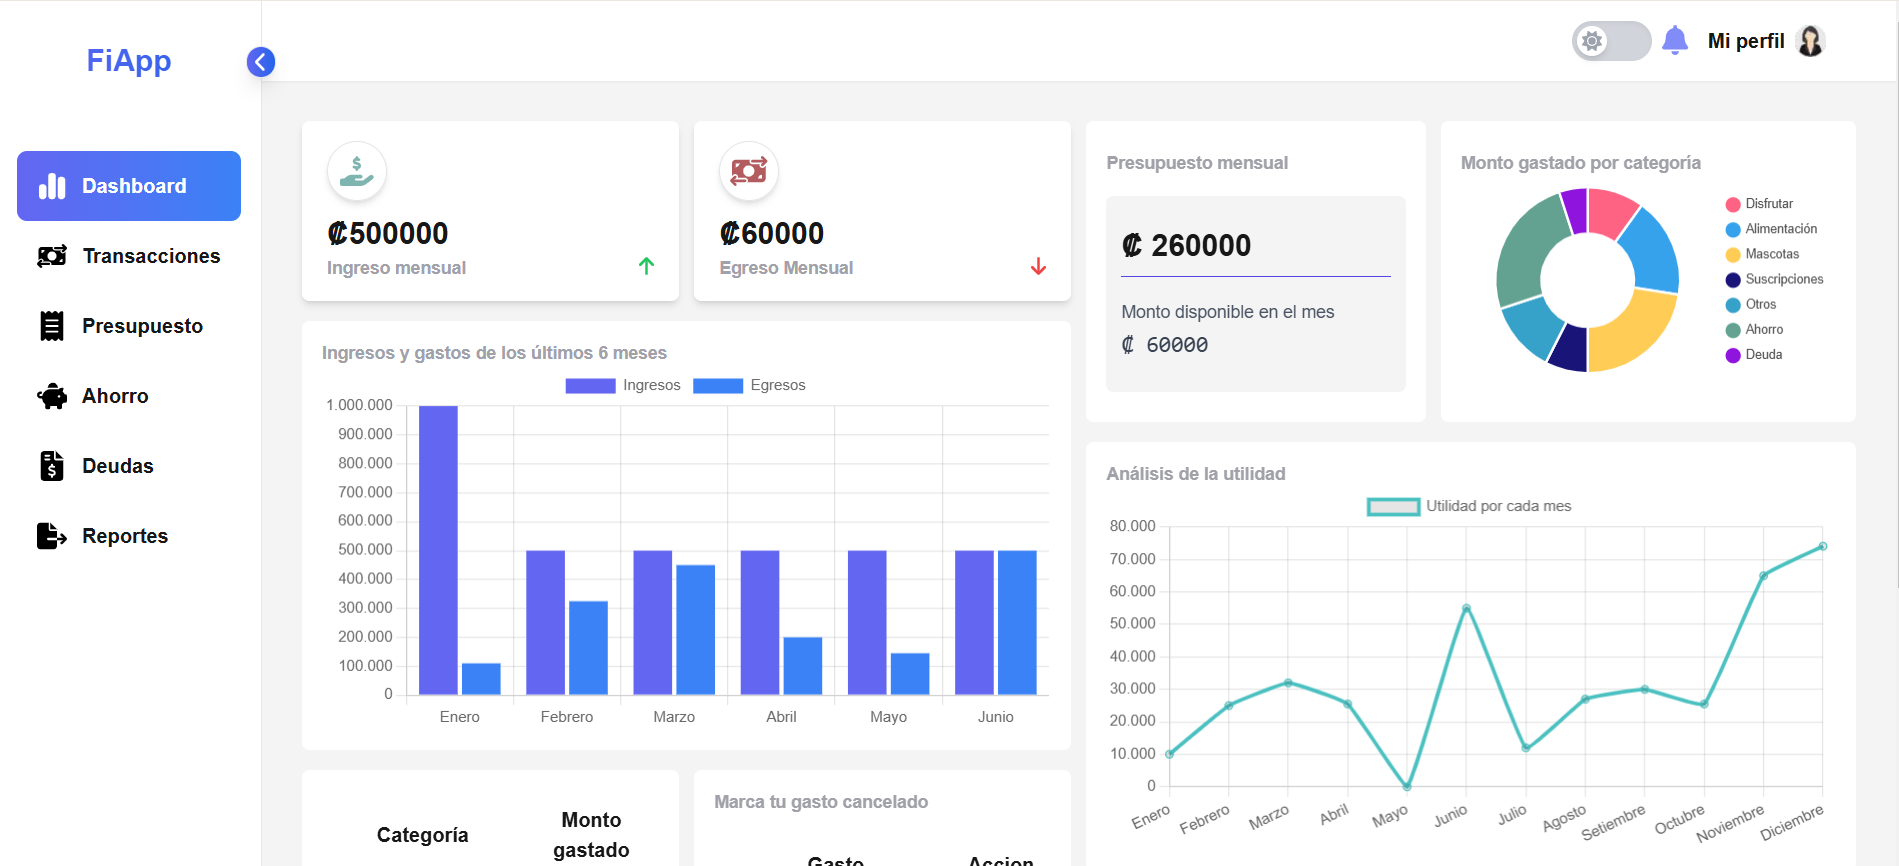 FiApp
Mi perfil
Dashboard
Transacciones
Presupuesto
Ahorro
Deudas
Reportes
₡500000
Ingreso mensual
₡60000
Egreso Mensual
Presupuesto mensual
₡ 260000
Monto disponible en el mes
₡ 60000
Monto gastado por categoría
Disfrutar
Alimentación
Mascotas
Suscripciones
Otros
Ahorro
Deuda
Ingresos y gastos de los últimos 6 meses
Ingresos Egresos
1.000.000
900.000
800.000
700.000
600.000
500.000
400.000
300.000
200.000
100.000
0
Enero Febrero Marzo Abril Mayo Junio
Análisis de la utilidad
Utilidad por cada mes
80.000
70.000
60.000
50.000
40.000
30.000
20.000
10.000
0
Enero Febrero Marzo Abril Mayo Junio Julio Agosto Setiembre Octubre Noviembre Diciembre
Categoría
Monto
gastado
Marca tu gasto cancelado
Gasto Accion